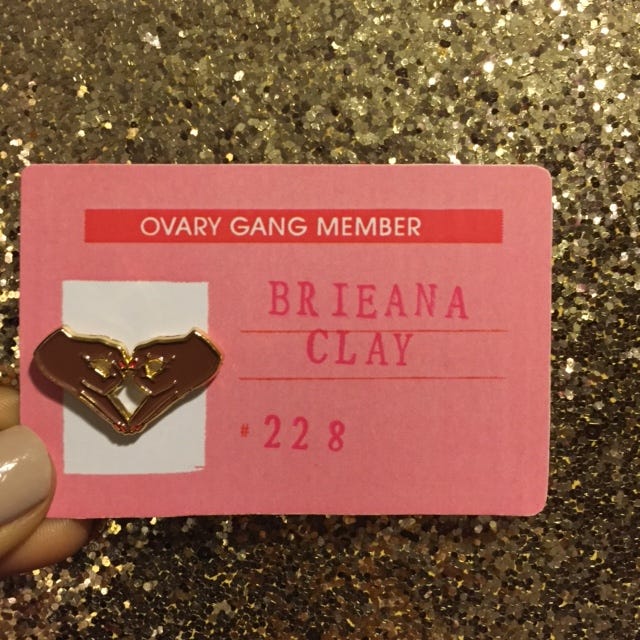 OVARY GANG MEMBER
BRIEANA
CLAY
# 228